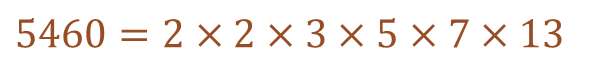 5460 = 2 × 2 × 3 × 5 × 7 × 13